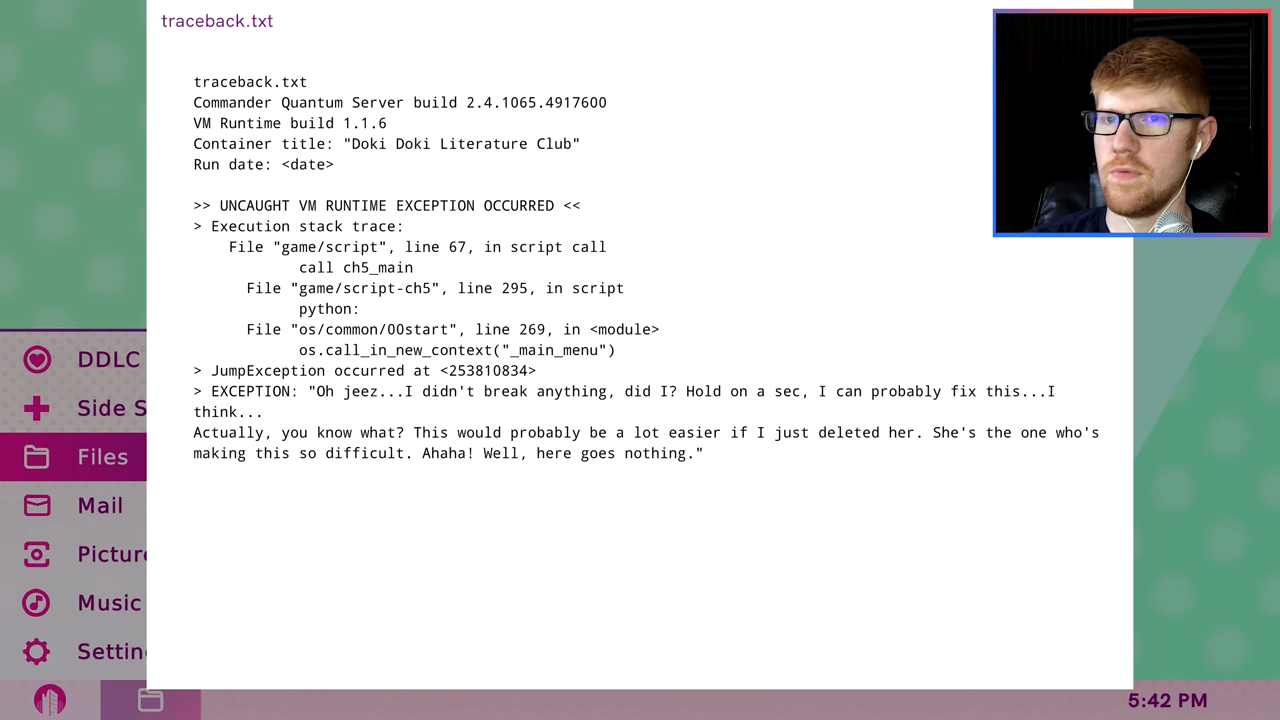 traceback.txt
traceback.txt
Commander Quantum Server build 2.4.1065.4917600
VM Runtime build 1.1.6
Container title: "Doki Doki Literature Club"
Run date: <date>
>> UNCAUGHT VM RUNTIME EXCEPTION OCCURRED <<
> Execution stack trace:
File "game/script", line 67, in script call
call ch5_main
File "game/script-ch5", line 295, in script
python:
File "os/common/00start", line 269, in <module>
os.call_in_new_context("_main_menu")
> JumpException occurred at <253810834>
> EXCEPTION: "Oh jeez...I didn't break anything, did I? Hold on a sec, I can probably fix this...I
think...
Actually, you know what? This would probably be a lot easier if I just deleted her. She's the one who's
making this so difficult. Ahaha! Well, here goes nothing."
DDLC
Side S
Files
Mail
Picture
Music
Settin
5:42 PM